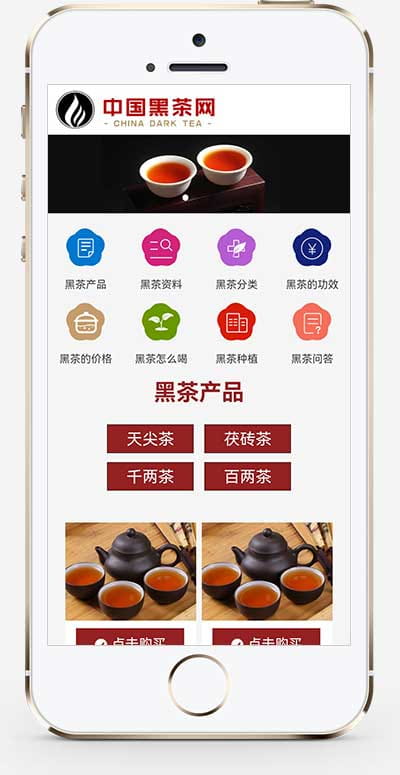 中国黑茶网
- CHINA DARK TEA -
黑茶产品 黑茶资料 黑茶分类 黑茶的功效
黑茶的价格 黑茶怎么喝 黑茶种植 黑茶问答
黑茶产品
天尖茶 茯砖茶
千两茶 百两茶
点击购买 点击购买